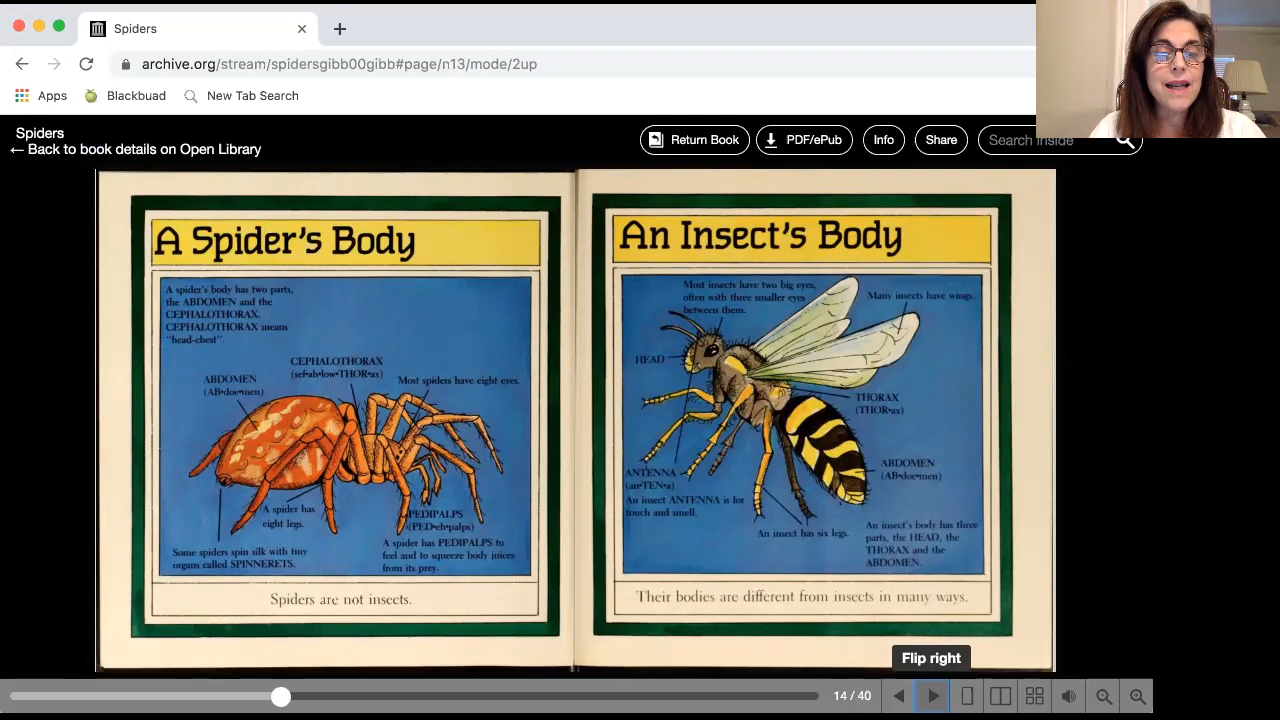 Spiders
archive.org/stream/spidersgibb00gibb#page/n13/mode/2up
Apps
Blackbuad
New Tab Search
Spiders
← Back to book details on Open Library
Return Book
PDF/ePub
Info
Share
Search inside
A Spider's Body
A spider's body has two parts,
the ABDOMEN and the
CEPHALOTHORAX.
CEPHALOTHORAX means
"head-chest".
CEPHALOTHORAX
(sef•ah•low•THOR•ax)
ABDOMEN
(AB•doe•men)
Most spiders have eight eyes.
A spider has
eight legs.
PEDIPALPS
(PED•eh•palps)
Some spiders spin silk with tiny
organs called SPINNERETS.
A spider has PEDIPALPS to
feel and to squeeze body juices
from its prey.
Spiders are not insects.
An Insect's Body
Most insects have two big eyes,
often with three smaller eyes
between them.
Many insects have wings.
HEAD
THORAX
(THOR•ax)
ANTENNA
(an•TEN•a)
An insect ANTENNA is for
touch and smell.
ABDOMEN
(AB•doe•men)
An insect has six legs.
An insect's body has three
parts, the HEAD, the
THORAX and the
ABDOMEN.
Their bodies are different from insects in many ways.
Flip right
14 / 40